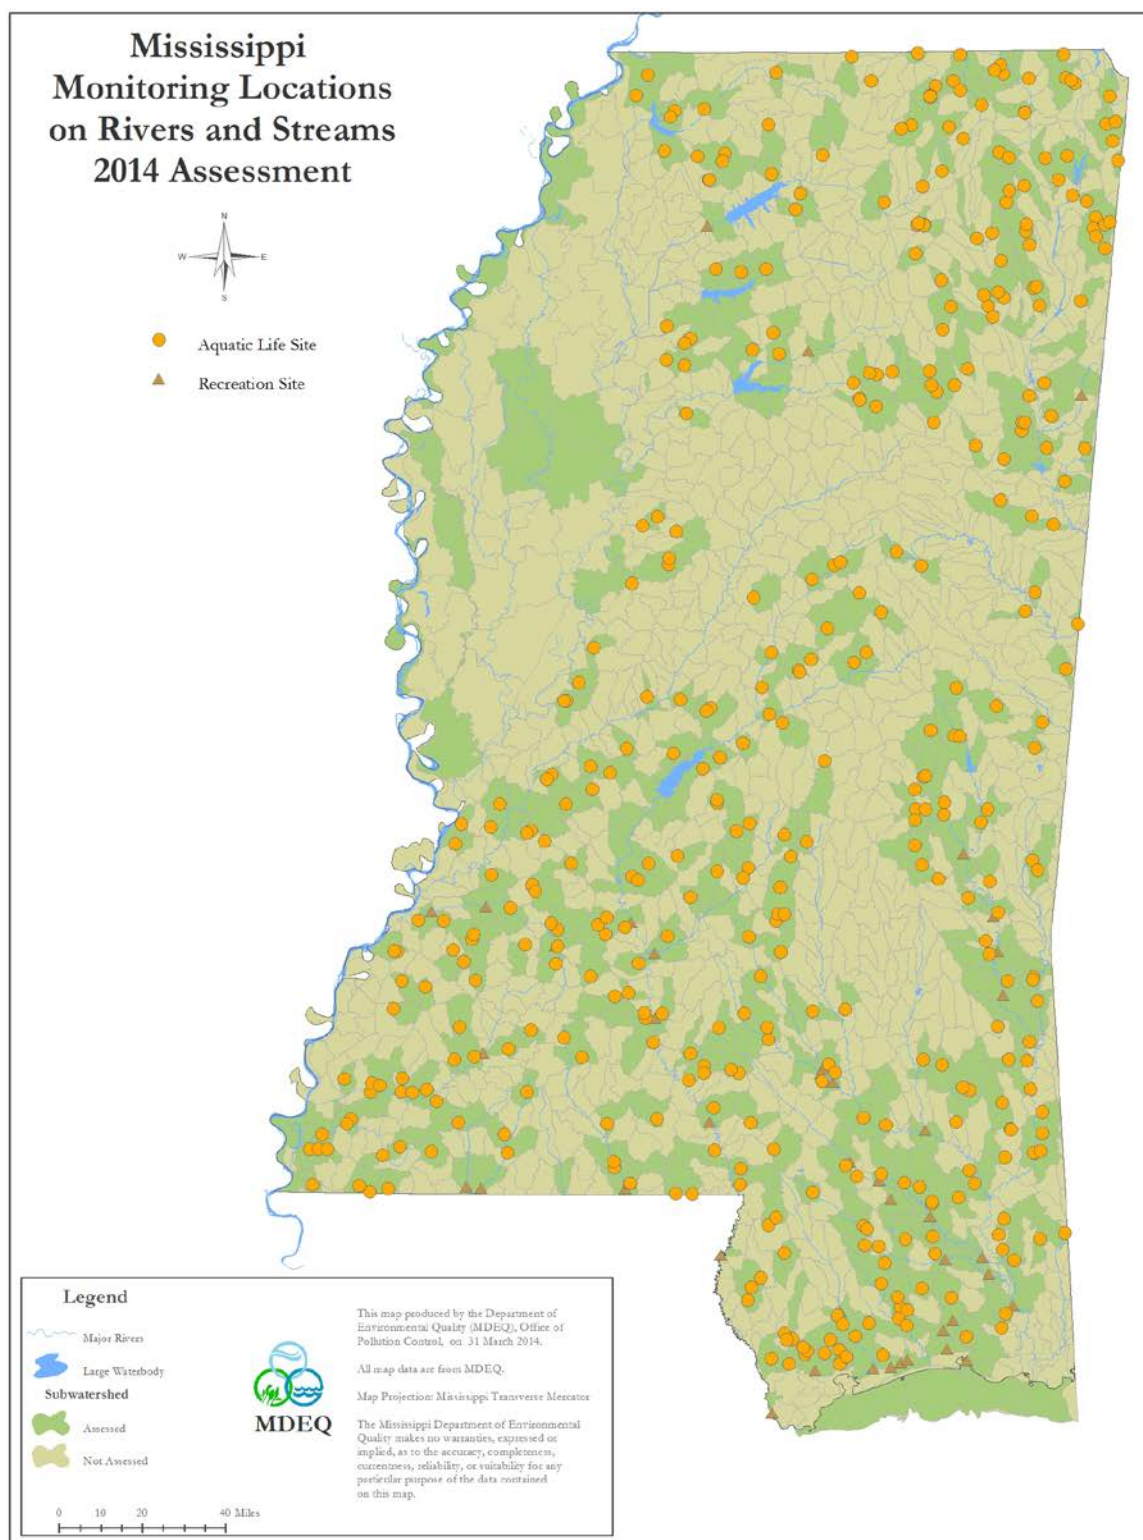 Mississippi
Monitoring Locations
on Rivers and Streams
2014 Assessment
N
W
E
S
Aquatic Life Site
Recreation Site
Legend
Major Rivers
Large Waterbody
Subwatershed
Assessed
Not Assessed
0 10 20 40 Miles
MDEQ
This map produced by the Department of
Environmental Quality (MDEQ), Office of
Pollution Control, on 31 March 2014.
All map data are from MDEQ.
Map Projection: Mississippi Transverse Mercator
The Mississippi Department of Environmental
Quality makes no warranties, expressed or
implied, as to the accuracy, completeness,
currentness, reliability, or suitability for any
particular purpose of the data contained
on this map.